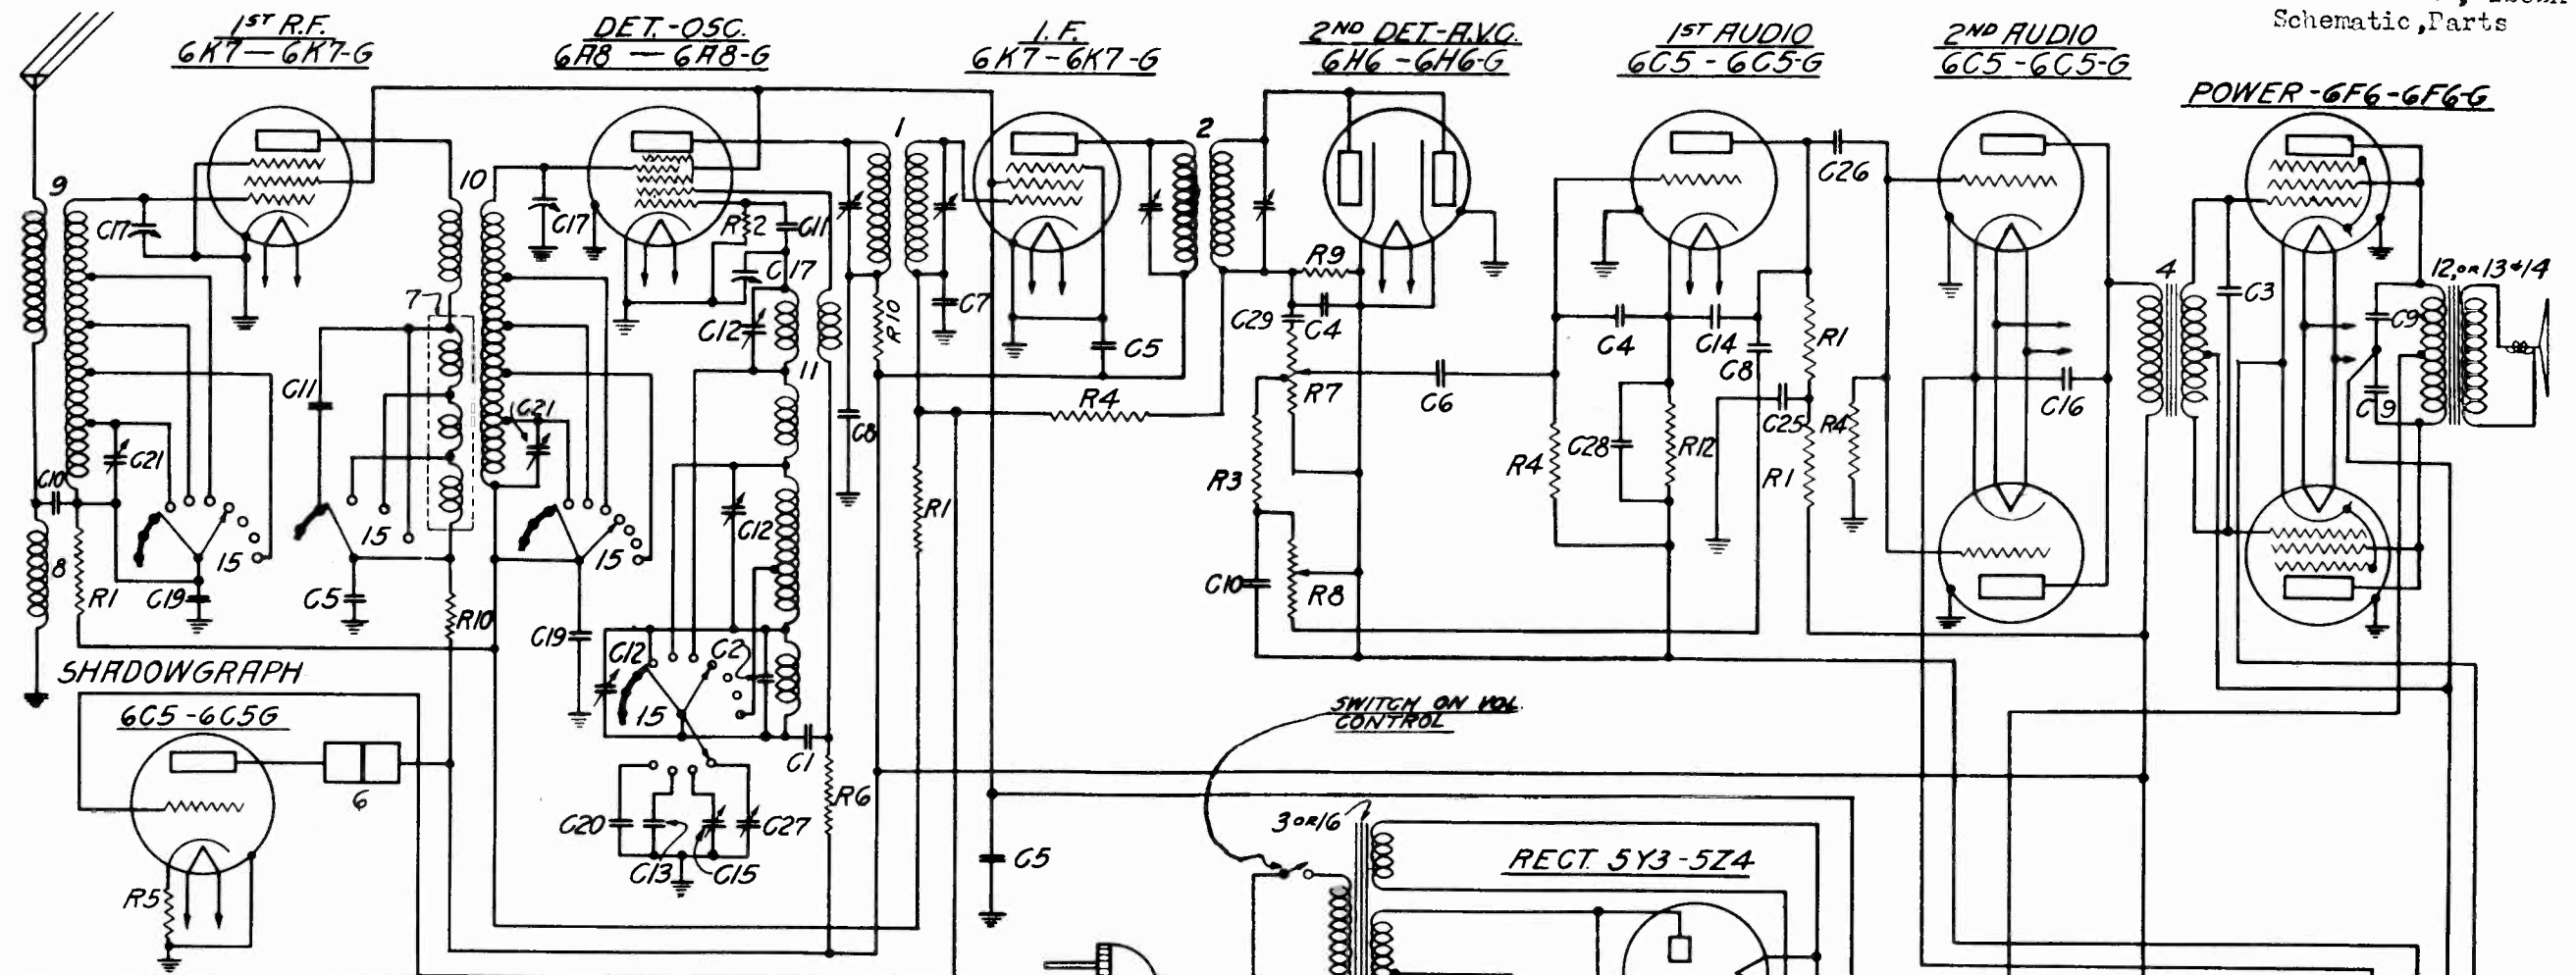 Schematic,Parts
1ST R.F.
6K7—6K7-G
DET.-OSC.
6A8 — 6A8-G
I.F.
6K7-6K7-G
2ND DET.-A.V.C.
6H6-6H6-G
1ST AUDIO
6C5-6C5-G
2ND AUDIO
6C5-6C5-G
POWER-6F6-6F6-G
9
C17
10
C17
R2
C11
C17
1
2
C26
7
C12
11
R10
C7
C5
R9
C29
C4
C4
C14
C8
R1
C16
4
C3
12, OR 13 & 14
C9
C9
C11
C21
C8
R4
R3
R7
C6
R4
C28
R12
C25
R1
R4
C10
C21
15
15
15
C12
R1
8
R1
C19
C5
R10
C19
C10
R8
C12
C2
15
SHADOWGRAPH
6C5-6C5G
SWITCH ON VOL
CONTROL
6
C1
R6
C20
C13
C15
C27
C5
3 OR 16
RECT. 5Y3-5Z4
R5